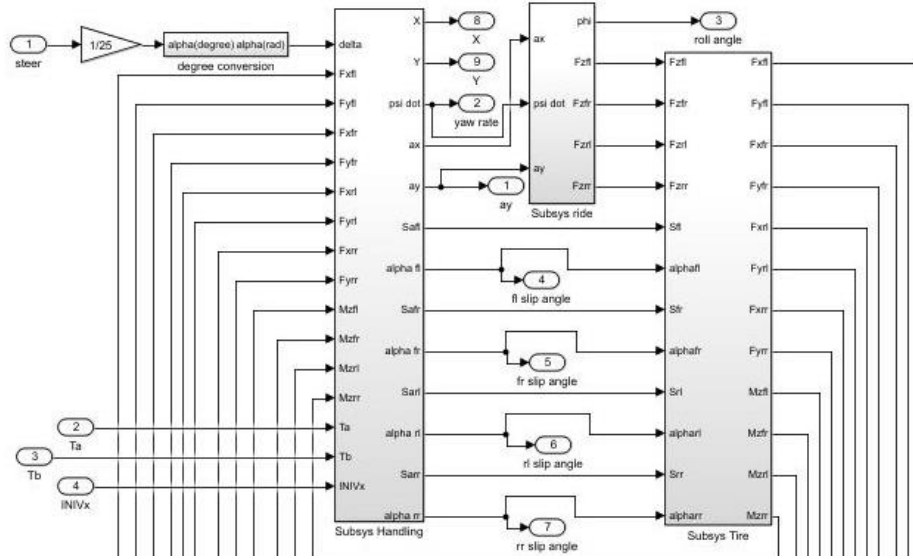 1
steer
1/25
alpha(degree) alpha(rad)
degree conversion
delta
Fxfl
Fyfl
Fxfr
Fyfr
Fxrl
Fyrl
Fxrr
Fyrr
Mzfl
Mzfr
Mzrl
Mzrr
Ta
Tb
INIVx
2
Ta
3
Tb
4
INIVx
X
Y
psi dot
ax
ay
Safl
alpha fl
Safr
alpha fr
Sarl
alpha rl
Sarr
alpha rr
Subsys Handling
8
X
9
Y
2
yaw rate
1
ay
4
fl slip angle
5
fr slip angle
6
rl slip angle
7
rr slip angle
ax
psi dot
ay
phi
Fzfl
Fzfr
Fzrl
Fzrr
Subsys ride
3
roll angle
Fzfl
Fzfr
Fzrl
Fzrr
Sfl
alphafl
Sfr
alphafr
Srl
alpharl
Srr
alpharr
Fxfl
Fyfl
Fxfr
Fyfr
Fxrl
Fyrl
Fxrr
Fyrr
Mzfl
Mzfr
Mzrl
Mzrr
Subsys Tire